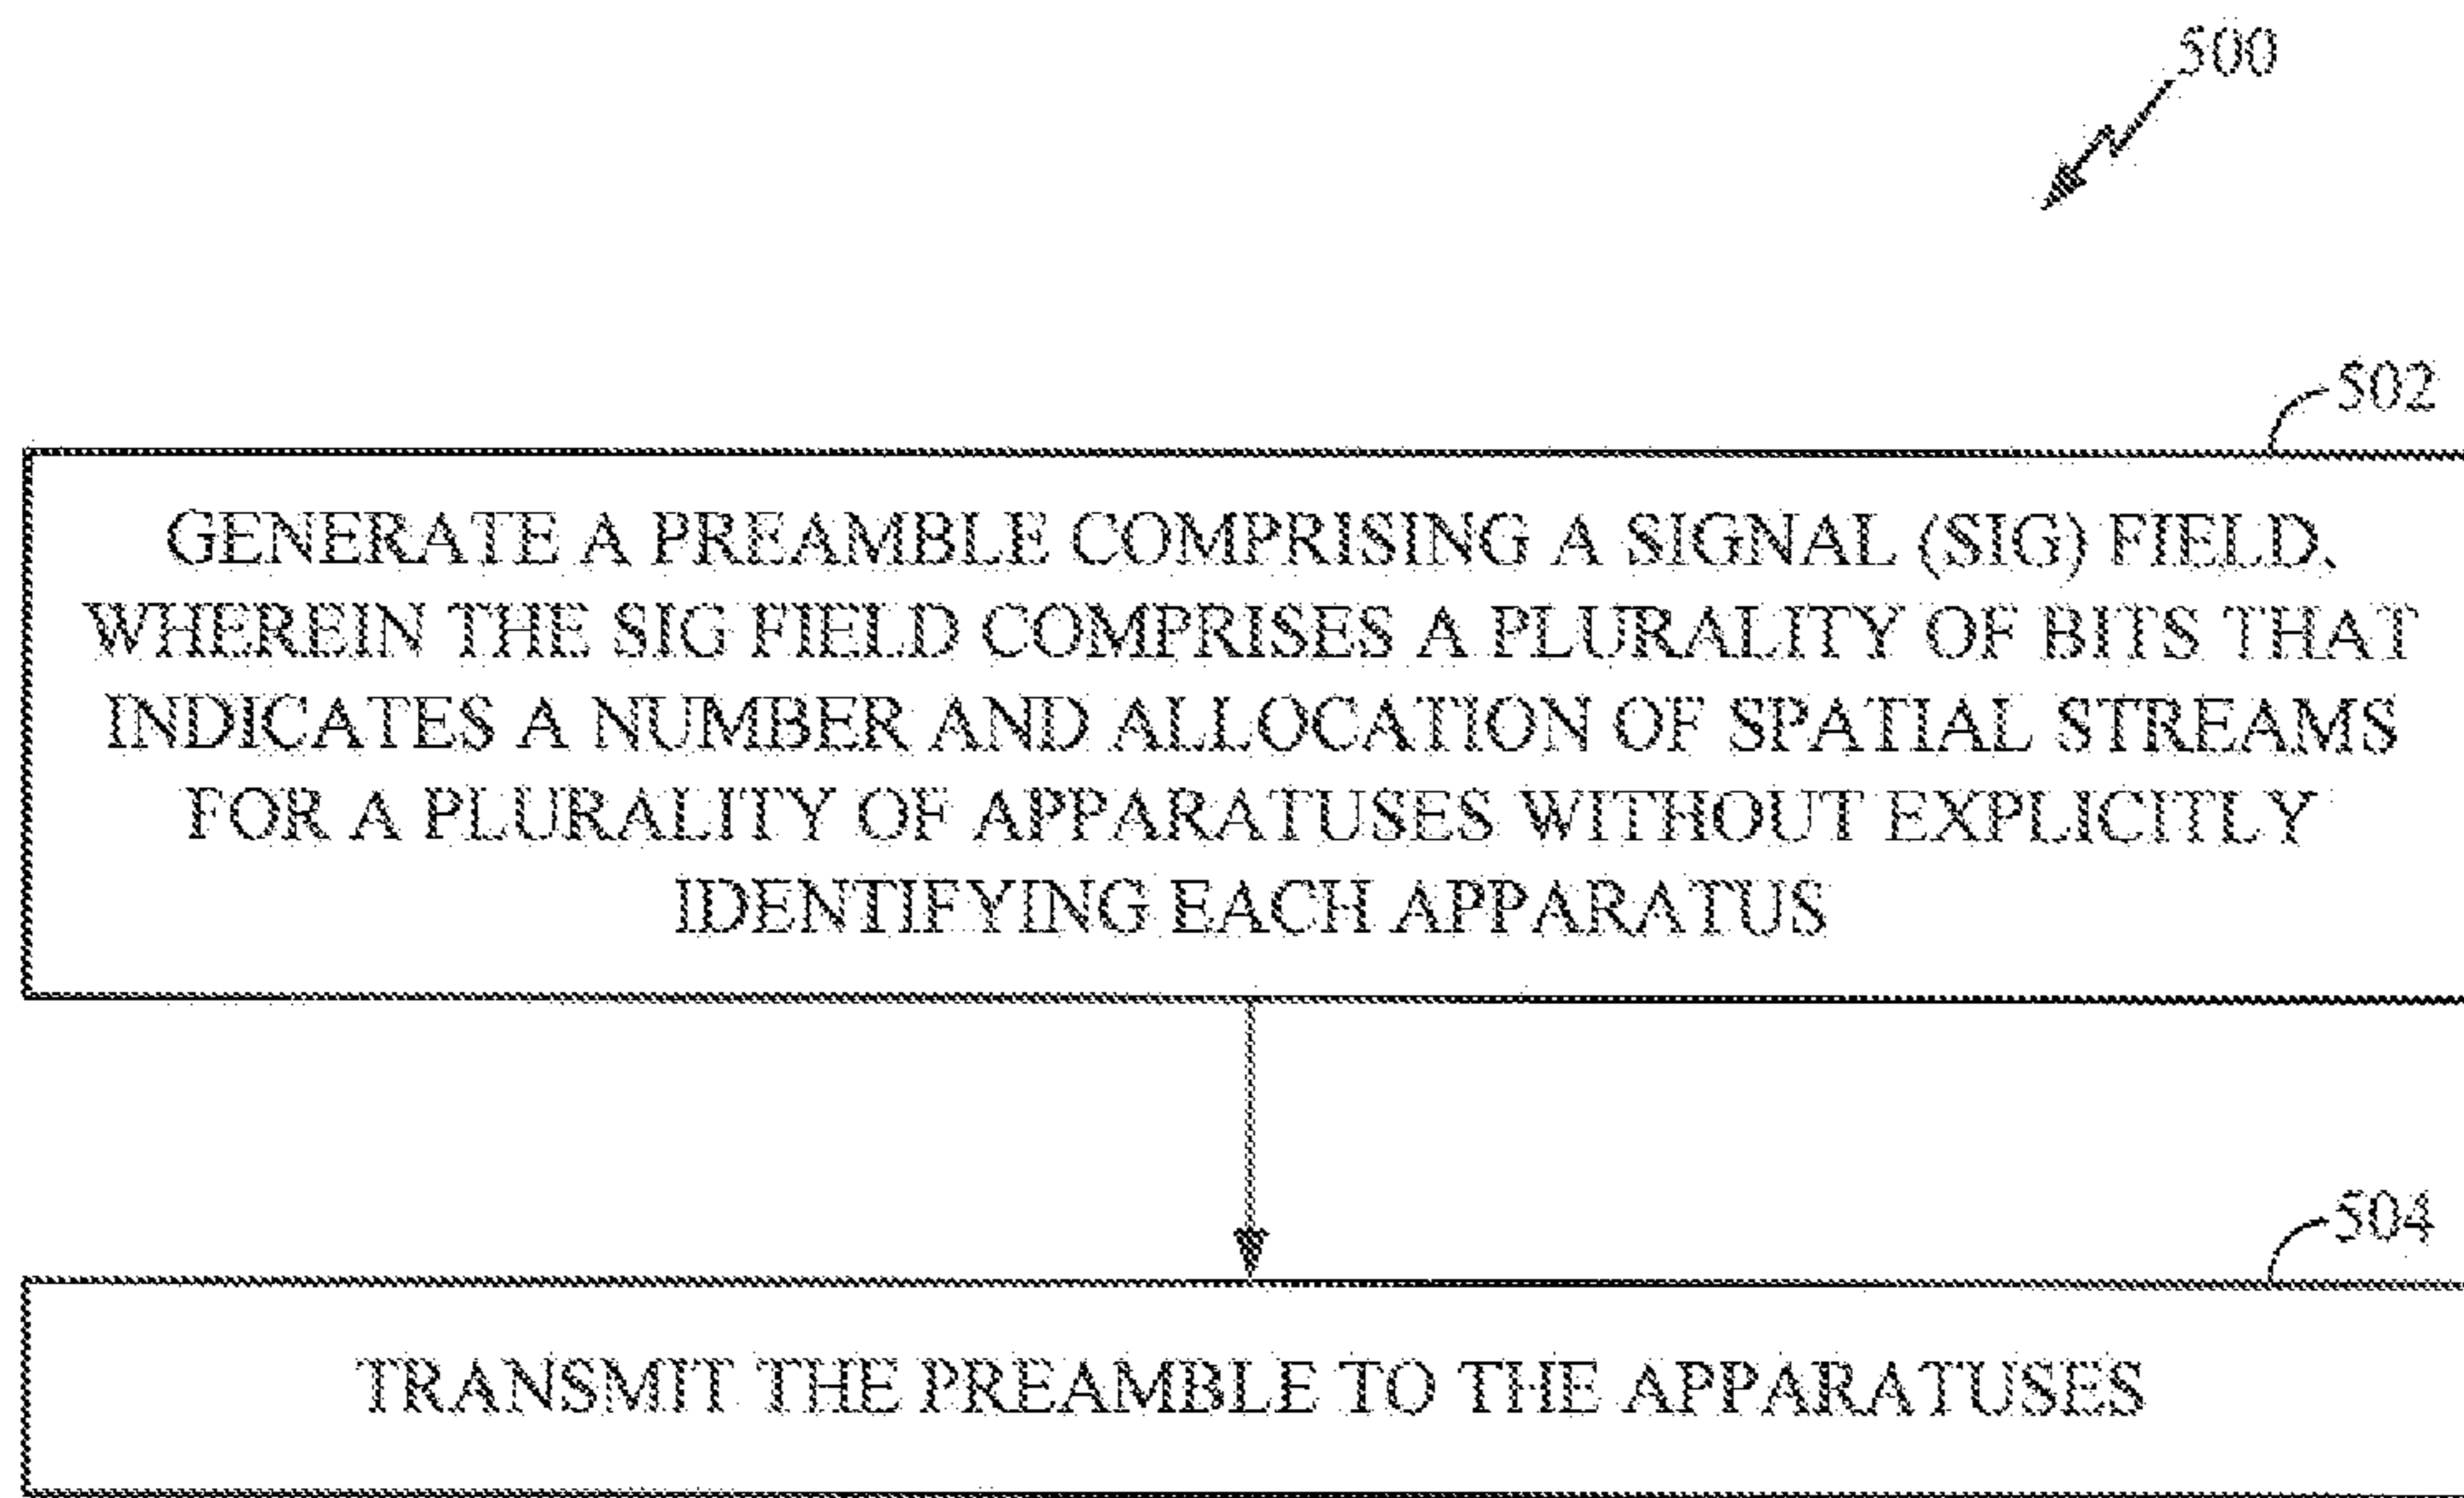 500
502
GENERATE A PREAMBLE COMPRISING A SIGNAL (SIG) FIELD,
WHEREIN THE SIG FIELD COMPRISES A PLURALITY OF BITS THAT
INDICATES A NUMBER AND ALLOCATION OF SPATIAL STREAMS
FOR A PLURALITY OF APPARATUSES WITHOUT EXPLICITLY
IDENTIFYING EACH APPARATUS
504
TRANSMIT THE PREAMBLE TO THE APPARATUSES